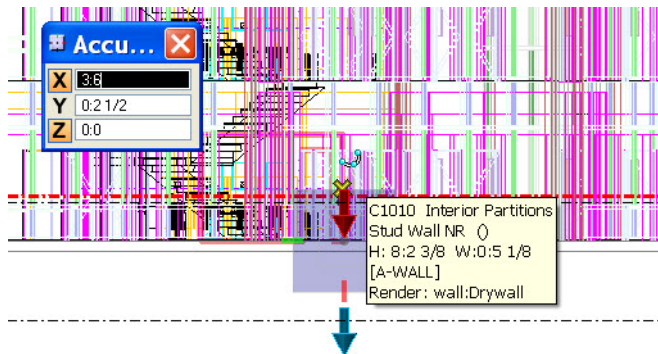 Accu...
X 3:6
Y 0:2 1/2
Z 0:0
C1010 Interior Partitions
Stud Wall NR ()
H: 8:2 3/8 W:0:5 1/8
[A-WALL]
Render: wall:Drywall